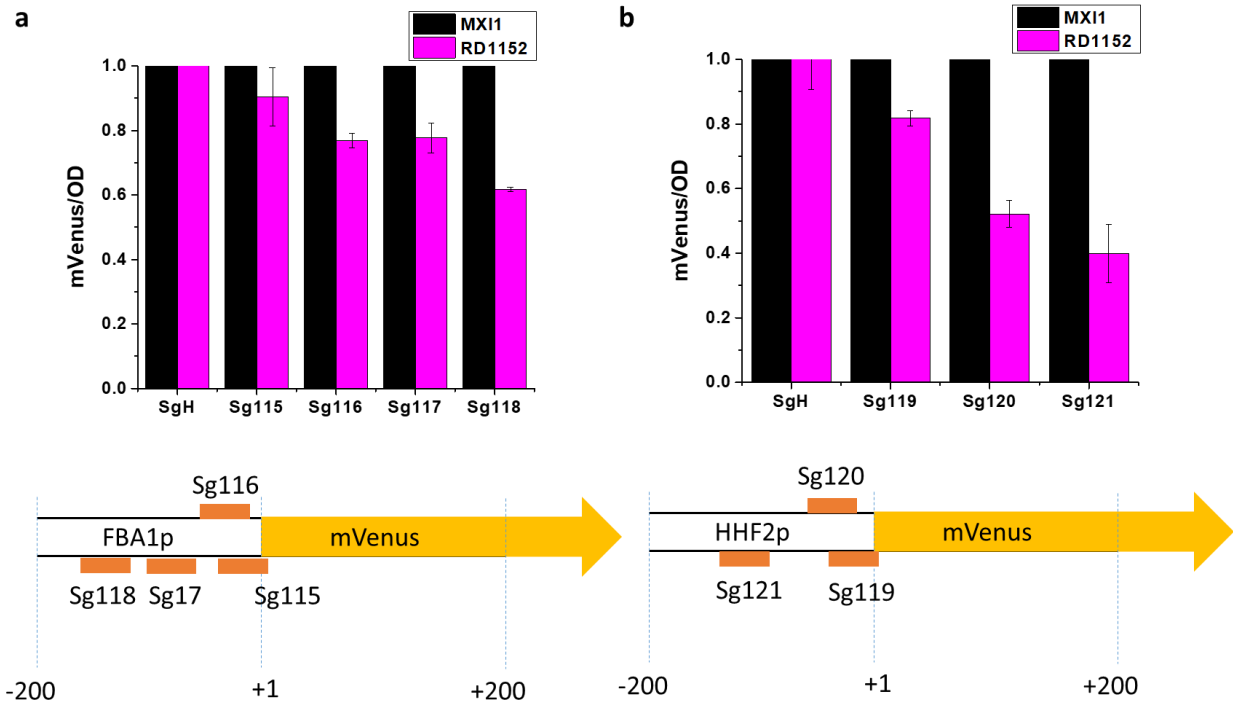 a
MXI1
RD1152
mVenus/OD
1.0
0.8
0.6
0.4
0.2
0.0
SgH Sg115 Sg116 Sg117 Sg118
Sg116
FBA1p mVenus
Sg118 Sg17 Sg115
-200 +1 +200
b
MXI1
RD1152
mVenus/OD
1.0
0.8
0.6
0.4
0.2
0.0
SgH Sg119 Sg120 Sg121
Sg120
HHF2p mVenus
Sg121 Sg119
-200 +1 +200